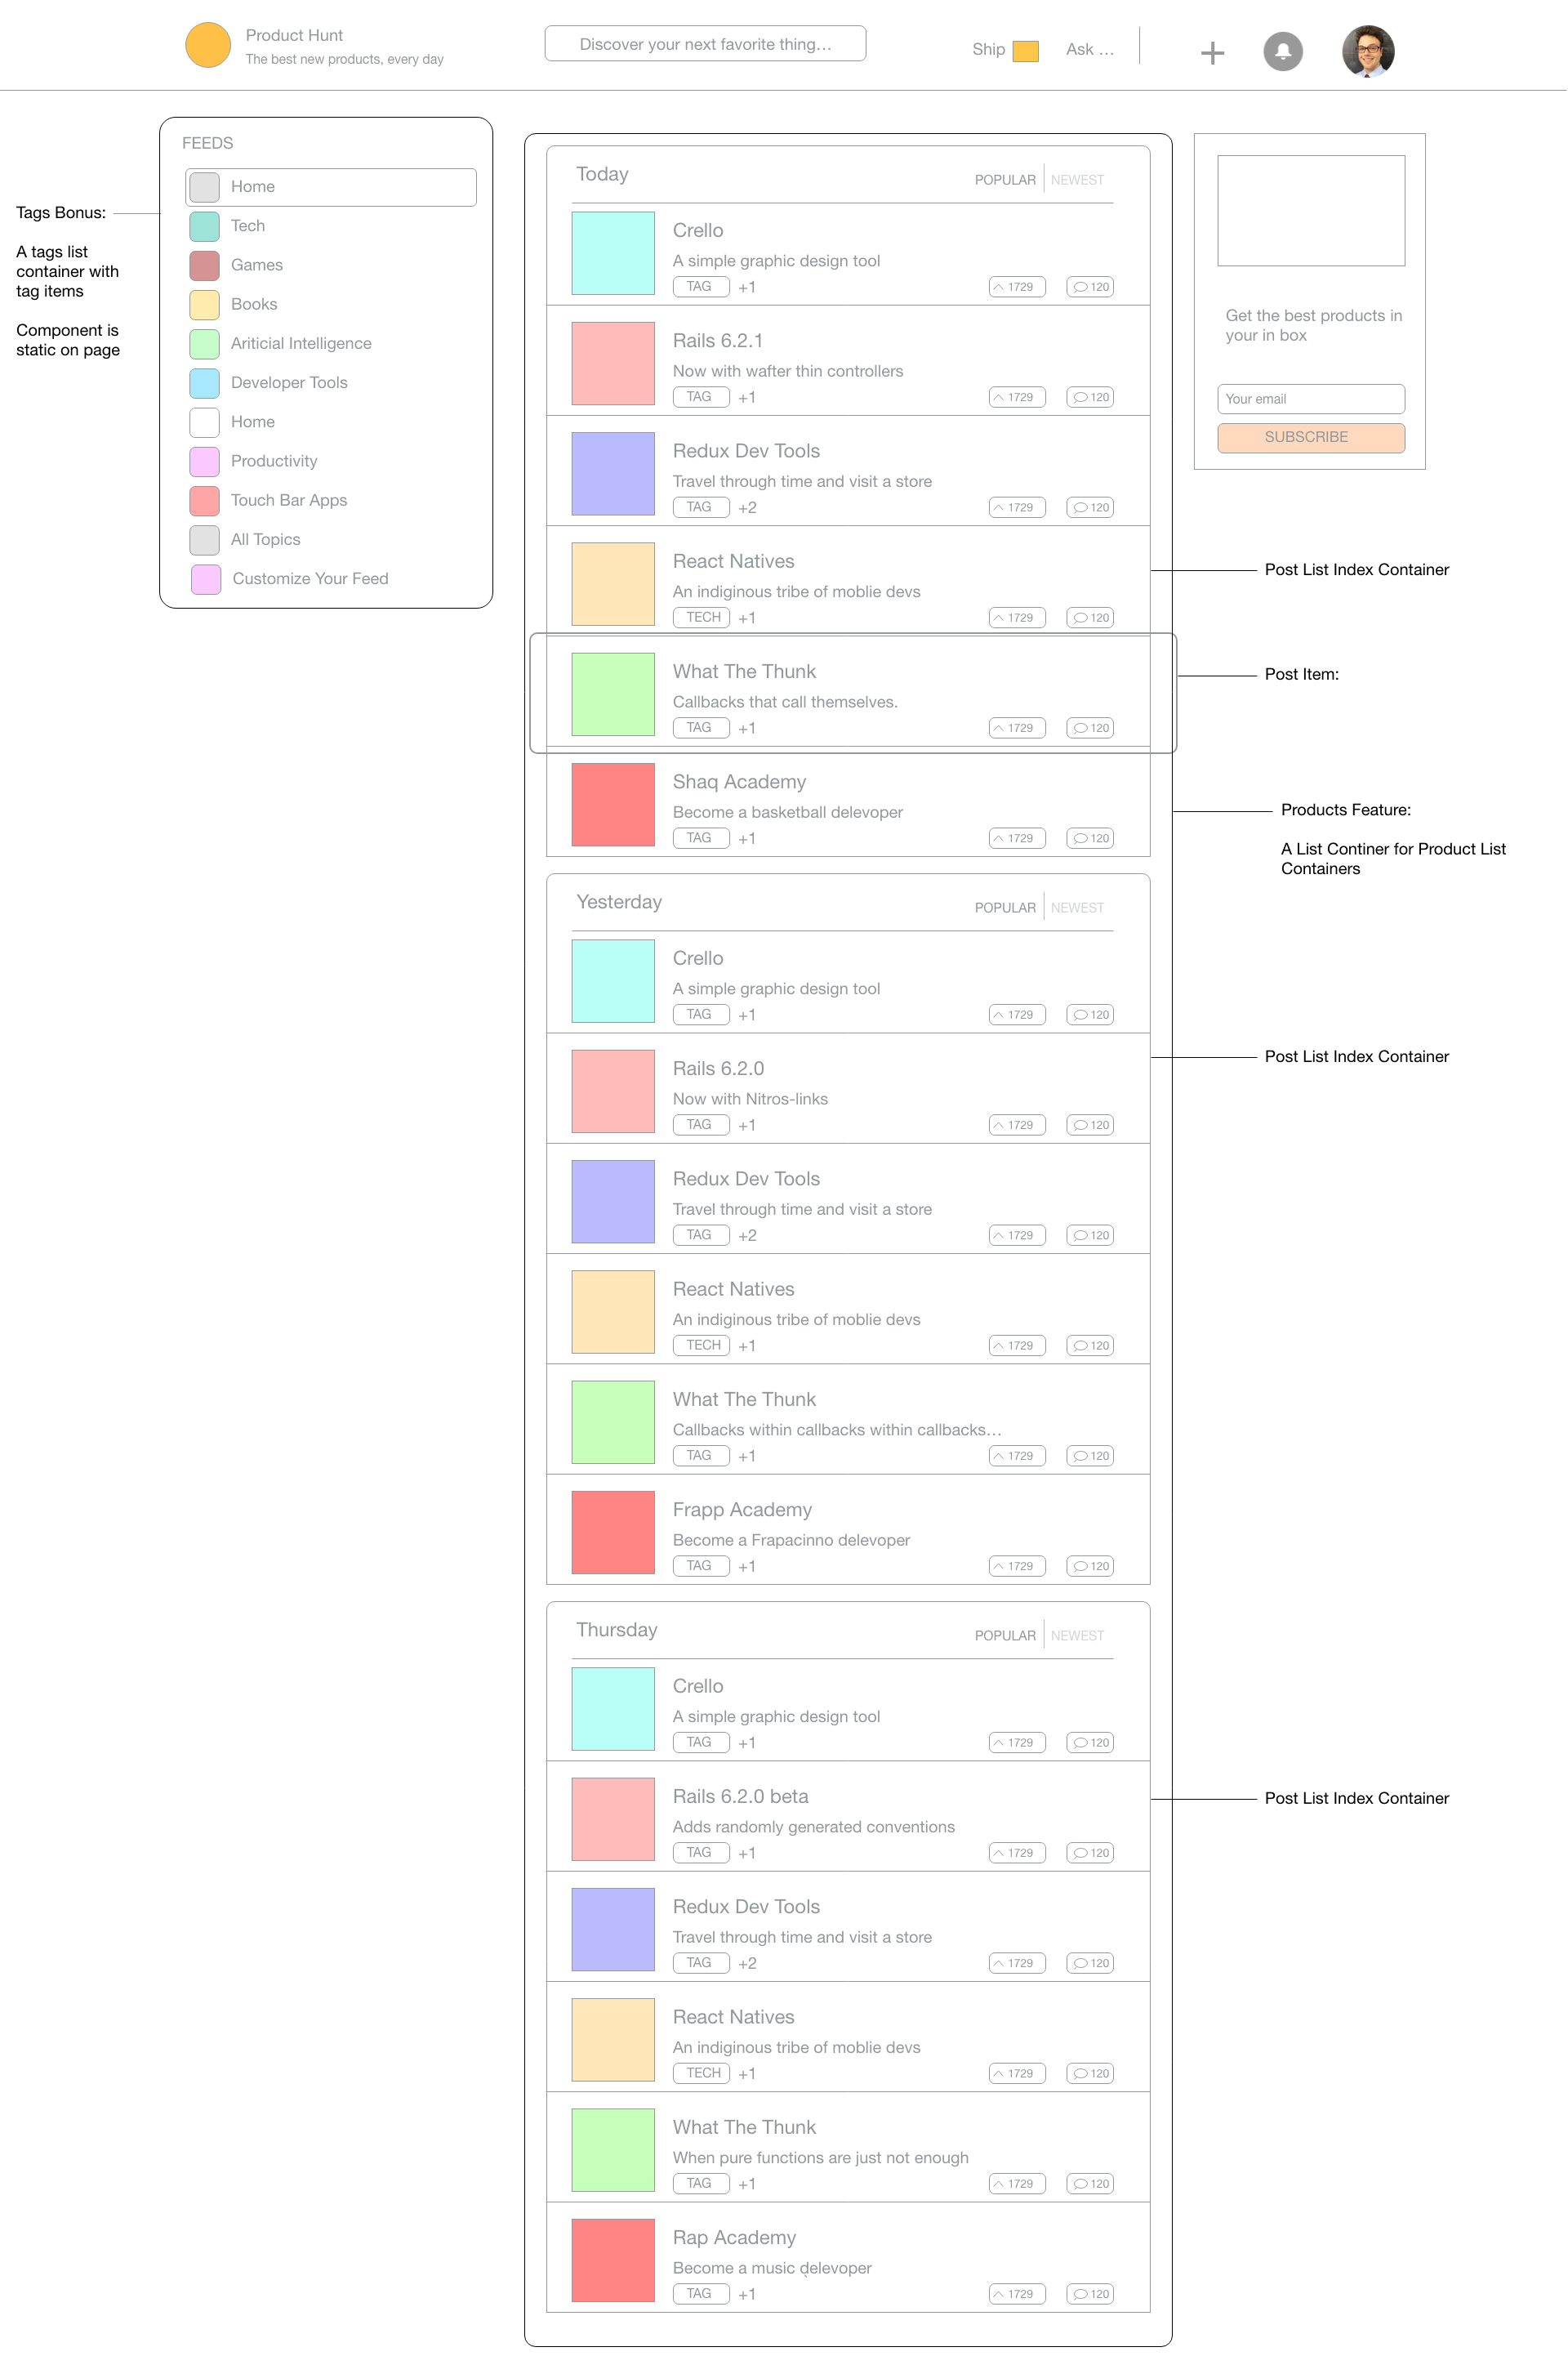 Product Hunt
The best new products, every day
Discover your next favorite thing…
Ship
Ask …
Tags Bonus:
A tags list
container with
tag items
Component is
static on page
FEEDS
Home
Tech
Games
Books
Ariticial Intelligence
Developer Tools
Home
Productivity
Touch Bar Apps
All Topics
Customize Your Feed
Today
POPULAR
NEWEST
Crello
A simple graphic design tool
TAG +1 1729 120
Rails 6.2.1
Now with wafter thin controllers
TAG +1 1729 120
Redux Dev Tools
Travel through time and visit a store
TAG +2 1729 120
React Natives
An indiginous tribe of moblie devs
TECH +1 1729 120
What The Thunk
Callbacks that call themselves.
TAG +1 1729 120
Shaq Academy
Become a basketball delevoper
TAG +1 1729 120
Yesterday
POPULAR
NEWEST
Crello
A simple graphic design tool
TAG +1 1729 120
Rails 6.2.0
Now with Nitros-links
TAG +1 1729 120
Redux Dev Tools
Travel through time and visit a store
TAG +2 1729 120
React Natives
An indiginous tribe of moblie devs
TECH +1 1729 120
What The Thunk
Callbacks within callbacks within callbacks…
TAG +1 1729 120
Frapp Academy
Become a Frapacinno delevoper
TAG +1 1729 120
Thursday
POPULAR
NEWEST
Crello
A simple graphic design tool
TAG +1 1729 120
Rails 6.2.0 beta
Adds randomly generated conventions
TAG +1 1729 120
Redux Dev Tools
Travel through time and visit a store
TAG +2 1729 120
React Natives
An indiginous tribe of moblie devs
TECH +1 1729 120
What The Thunk
When pure functions are just not enough
TAG +1 1729 120
Rap Academy
Become a music delevoper
TAG +1 1729 120
Get the best products in
your in box
Your email
SUBSCRIBE
Post List Index Container
Post Item:
Products Feature:
A List Continer for Product List
Containers
Post List Index Container
Post List Index Container